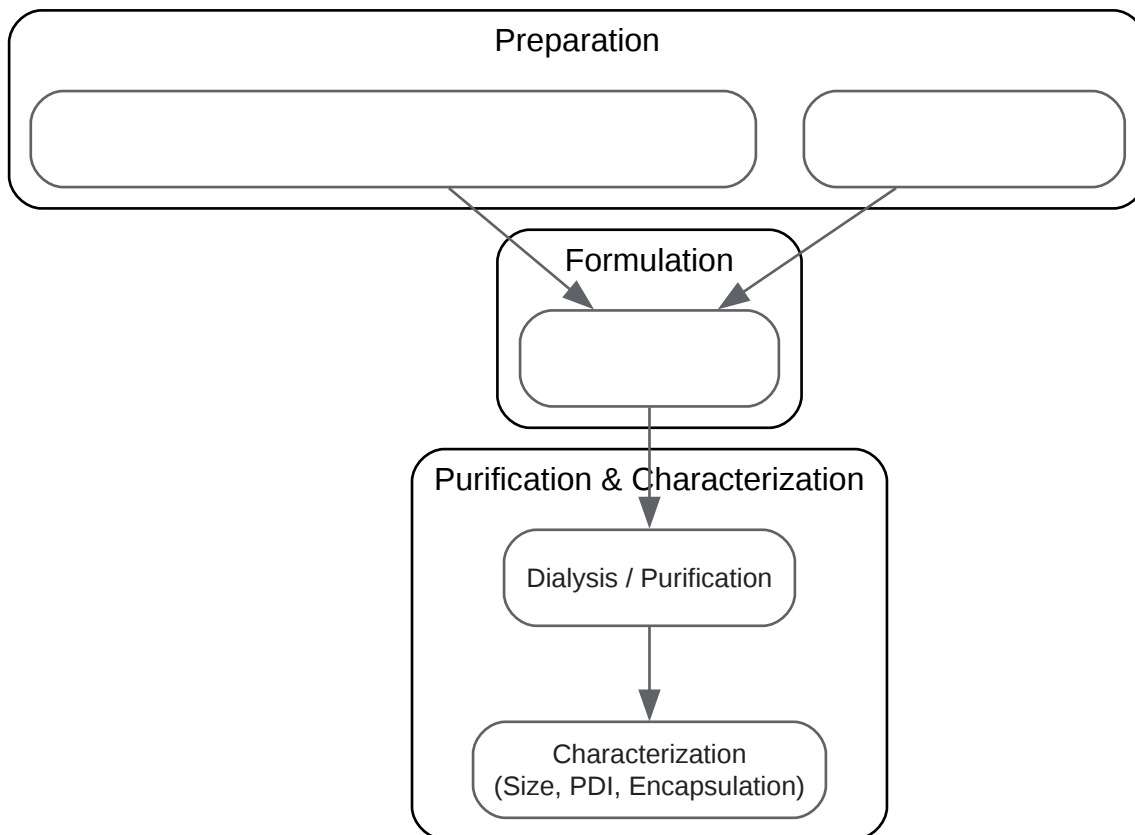 Preparation
Formulation
Purification & Characterization
Dialysis / Purification
Characterization
(Size, PDI, Encapsulation)